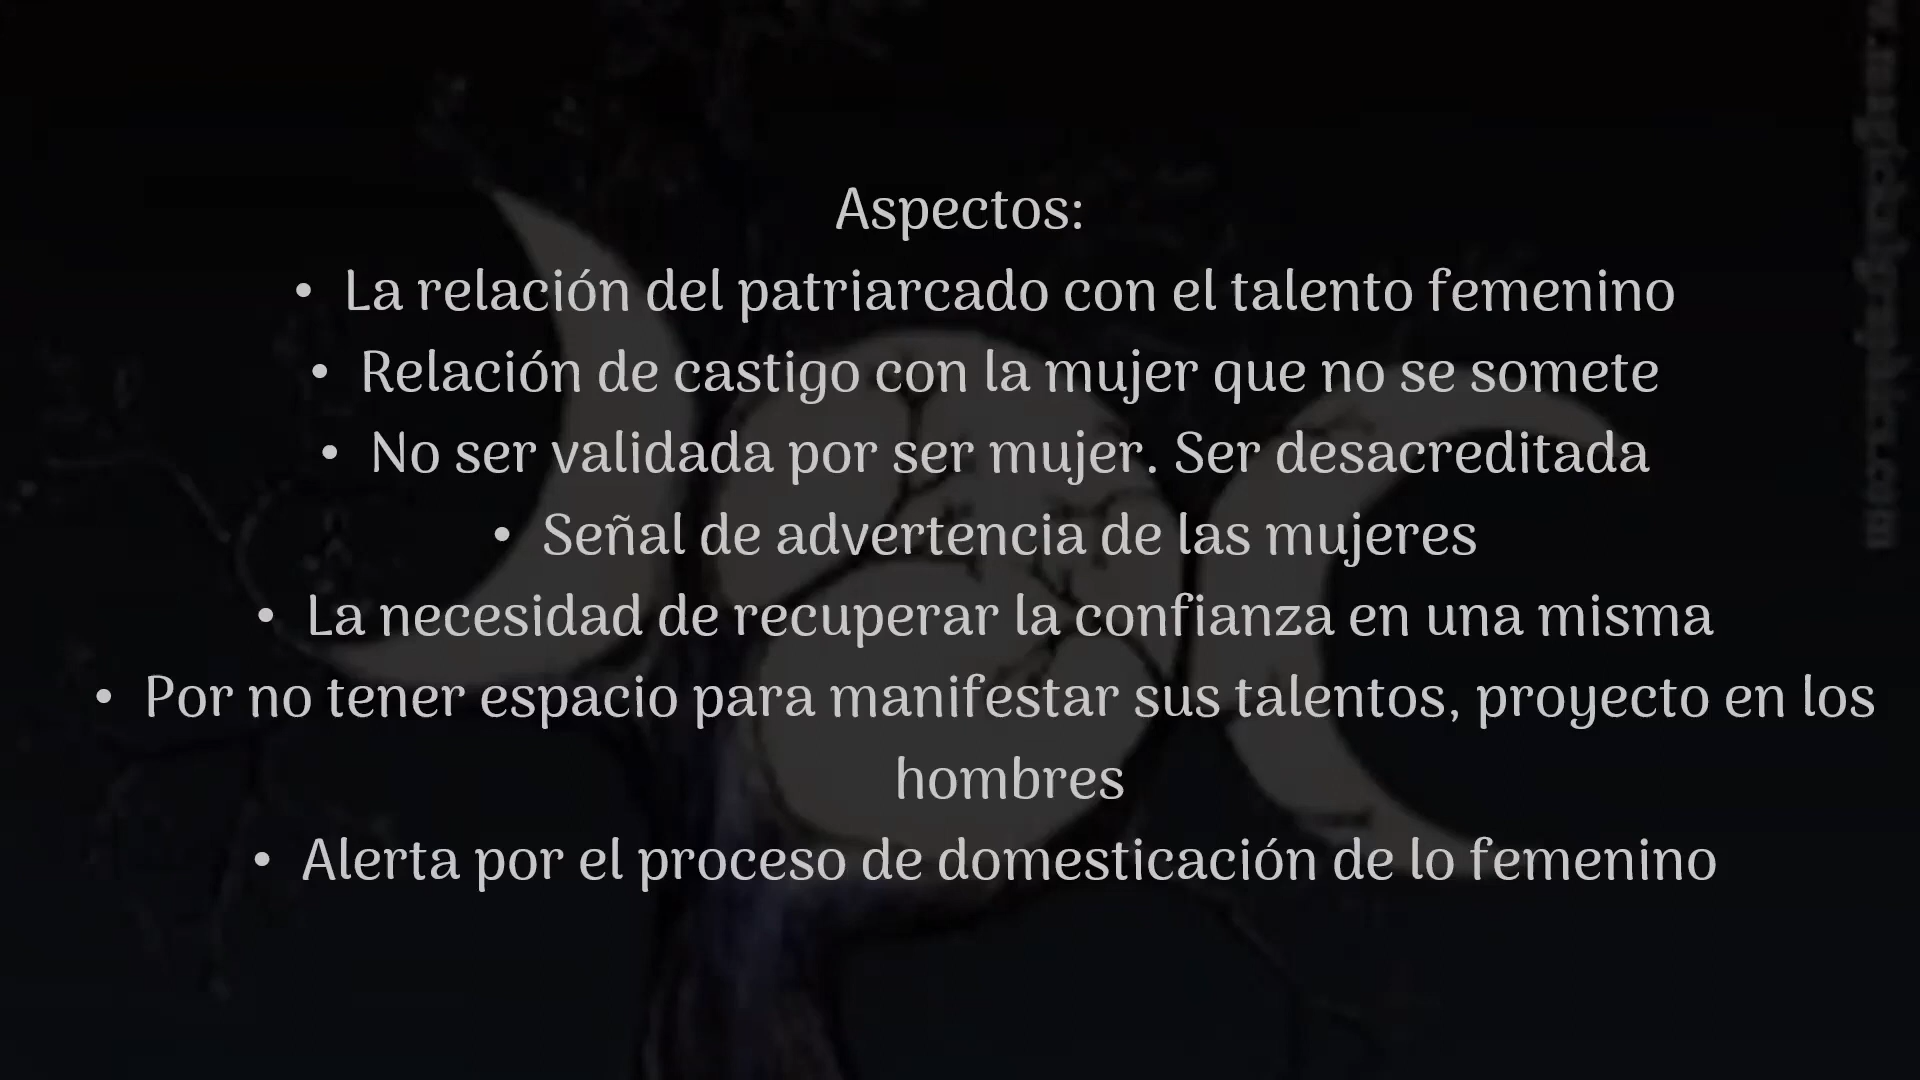 Aspectos:
• La relación del patriarcado con el talento femenino
• Relación de castigo con la mujer que no se somete
• No ser validada por ser mujer. Ser desacreditada
• Señal de advertencia de las mujeres
• La necesidad de recuperar la confianza en una misma
• Por no tener espacio para manifestar sus talentos, proyecto en los
hombres
• Alerta por el proceso de domesticación de lo femenino